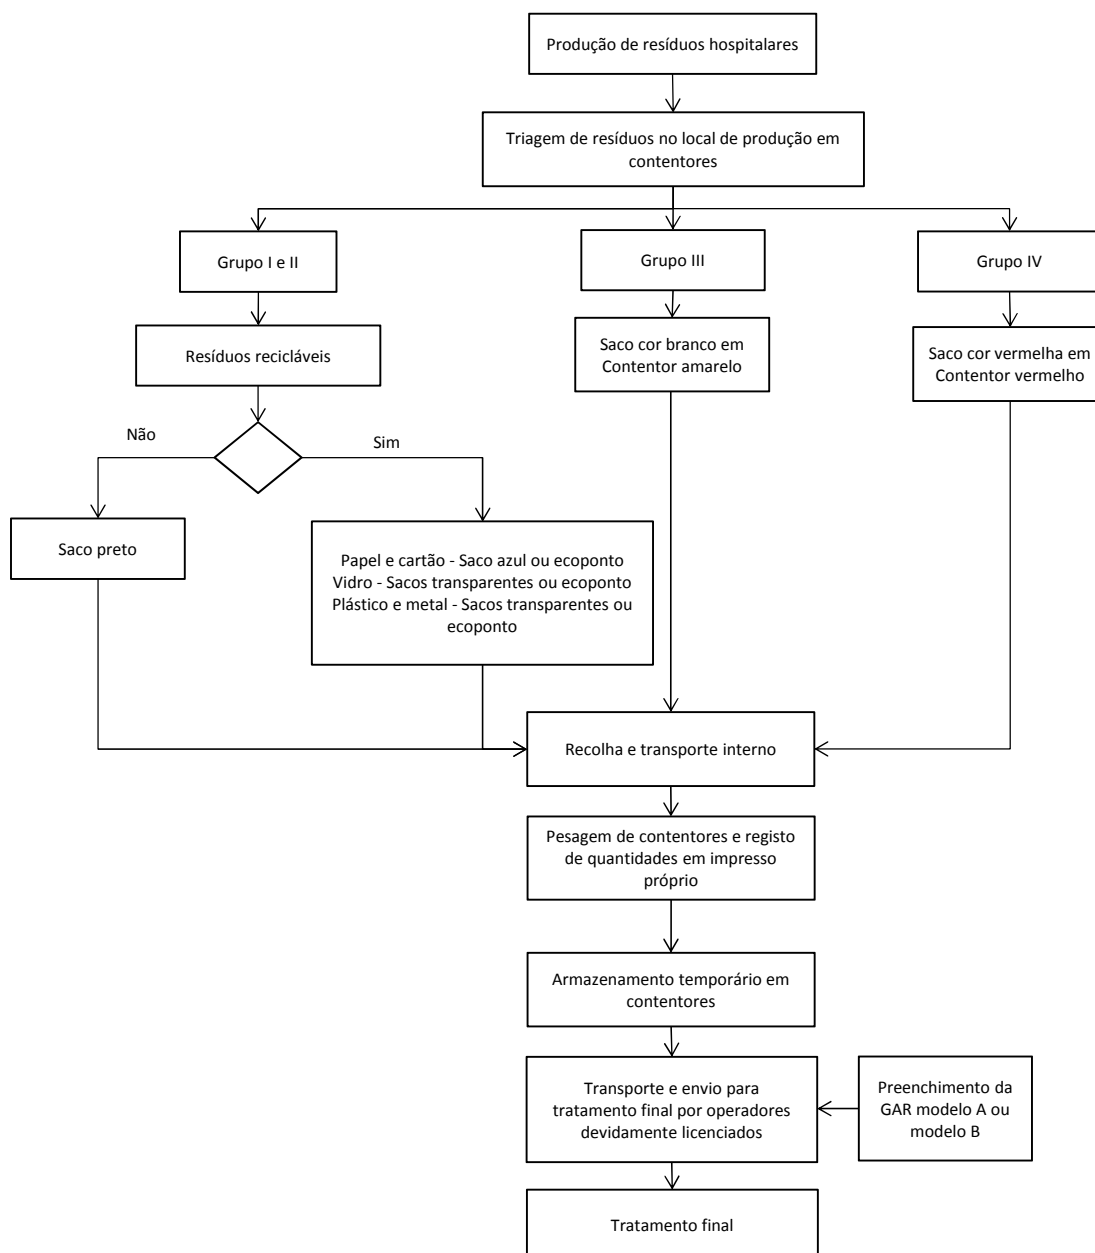 Produção de resíduos hospitalares
Triagem de resíduos no local de produção em
contentores
Grupo I e II
Grupo III
Grupo IV
Resíduos recicláveis
Saco cor branco em
Contentor amarelo
Saco cor vermelha em
Contentor vermelho
Não
Sim
Saco preto
Papel e cartão - Saco azul ou ecoponto
Vidro - Sacos transparentes ou ecoponto
Plástico e metal - Sacos transparentes ou
ecoponto
Recolha e transporte interno
Pesagem de contentores e registo
de quantidades em impresso
próprio
Armazenamento temporário em
contentores
Transporte e envio para
tratamento final por operadores
devidamente licenciados
Preenchimento da
GAR modelo A ou
modelo B
Tratamento final